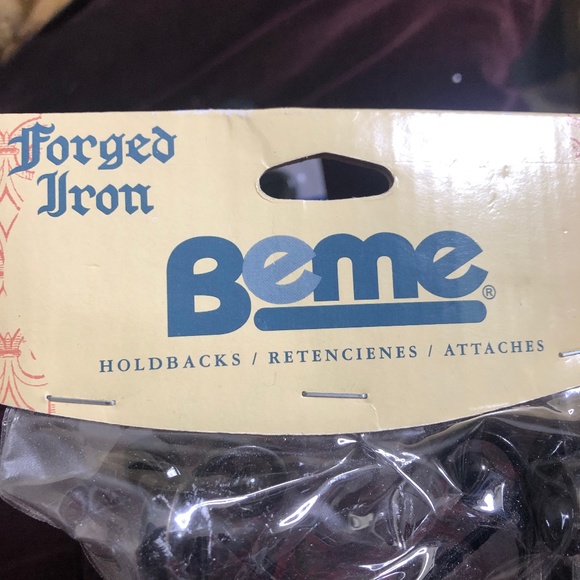 Forged
Iron
Beme®
HOLDBACKS / RETENCIENES / ATTACHES